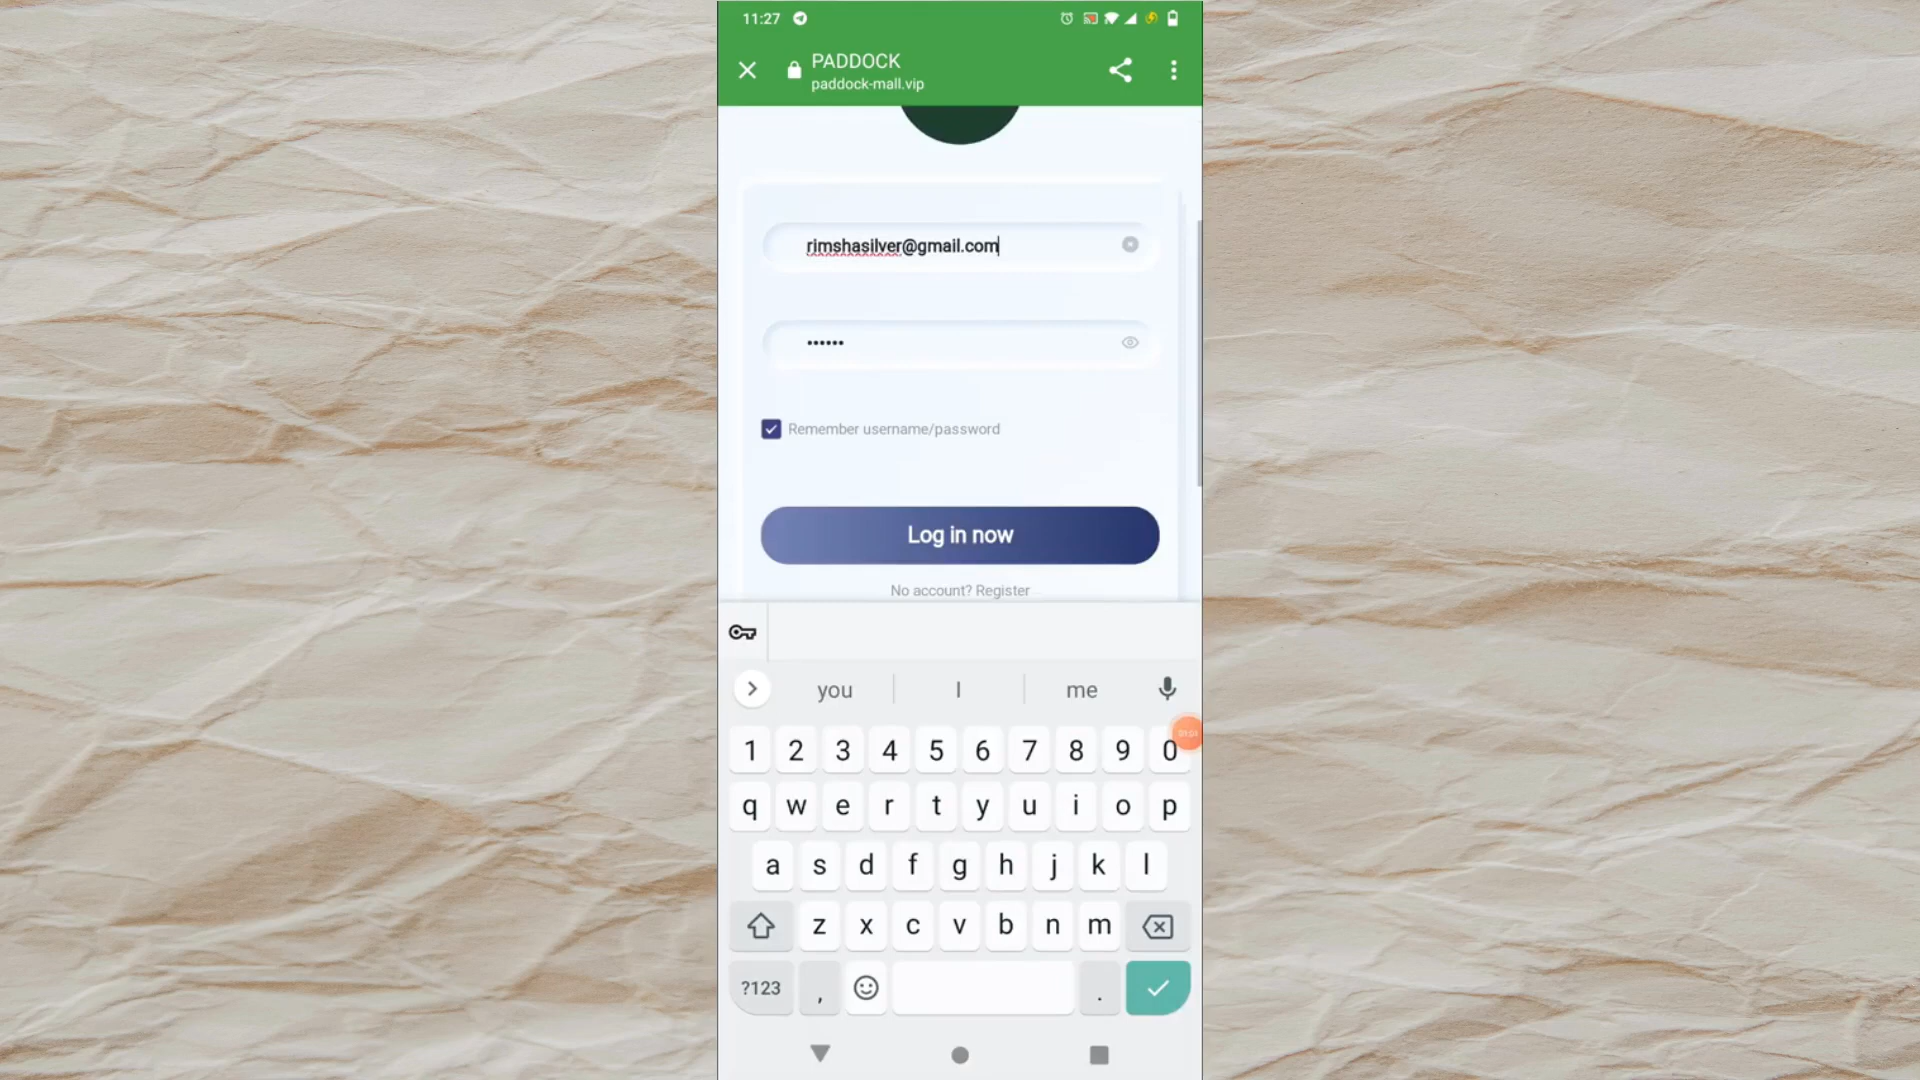 11:27
PADDOCK
paddock-mall.vip
rimshasilver@gmail.com
••••••
Remember username/password
Log in now
No account? Register
you I me
1 2 3 4 5 6 7 8 9 0
q w e r t y u i o p
a s d f g h j k l
z x c v b n m
?123 , .